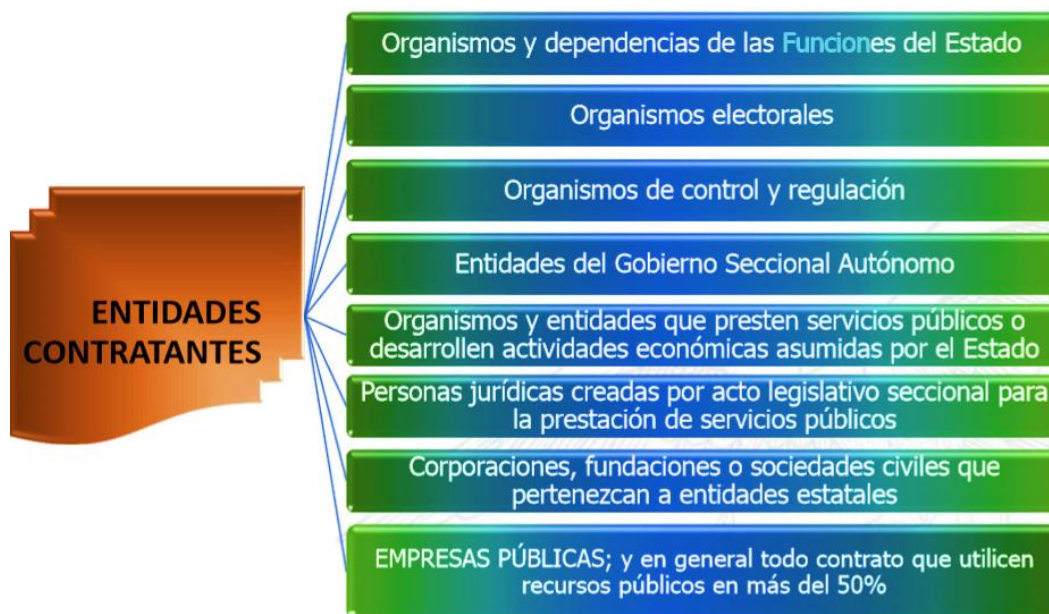 ENTIDADES
CONTRATANTES
Organismos y dependencias de las Funciones del Estado
Organismos electorales
Organismos de control y regulación
Entidades del Gobierno Seccional Autónomo
Organismos y entidades que presten servicios públicos o
desarrollen actividades económicas asumidas por el Estado
Personas jurídicas creadas por acto legislativo seccional para
la prestación de servicios públicos
Corporaciones, fundaciones o sociedades civiles que
pertenezcan a entidades estatales
EMPRESAS PÚBLICAS; y en general todo contrato que utilicen
recursos públicos en más del 50%